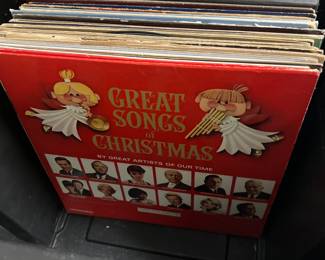 GREAT
SONGS
of
CHRISTMAS
BY GREAT ARTISTS OF OUR TIME